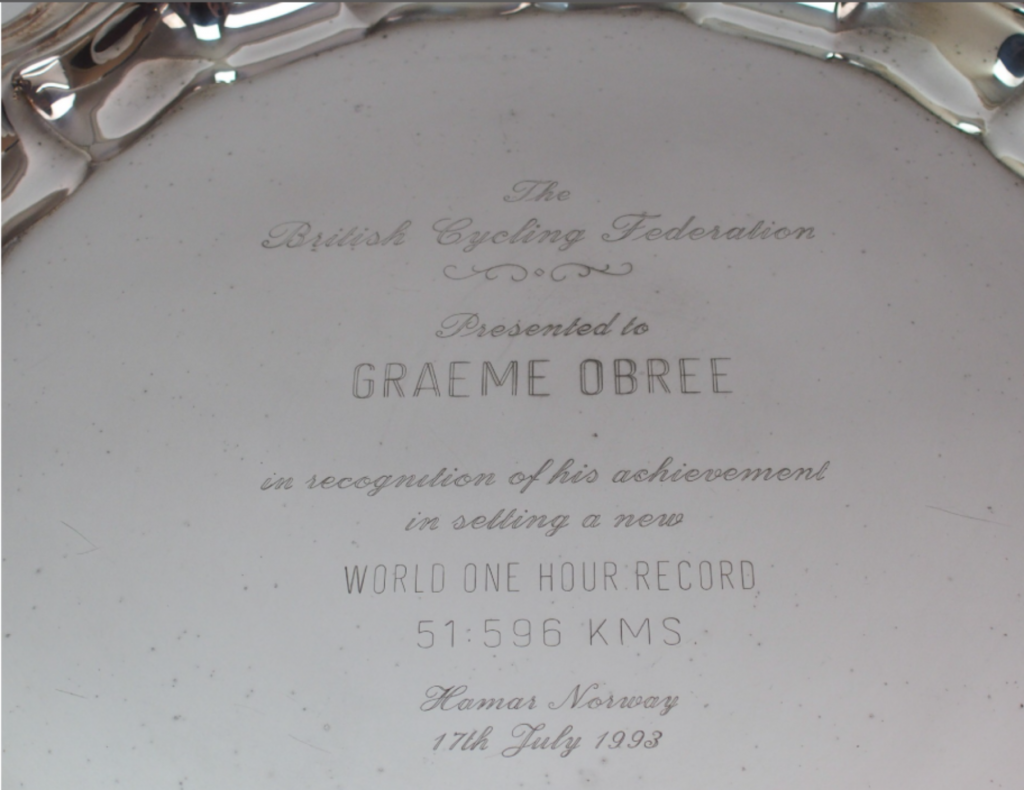 The
British Cycling Federation
Presented to
GRAEME OBREE
in recognition of his achievement
in setting a new
WORLD ONE HOUR RECORD
51:596 KMS.
Hamar Norway
17th July 1993